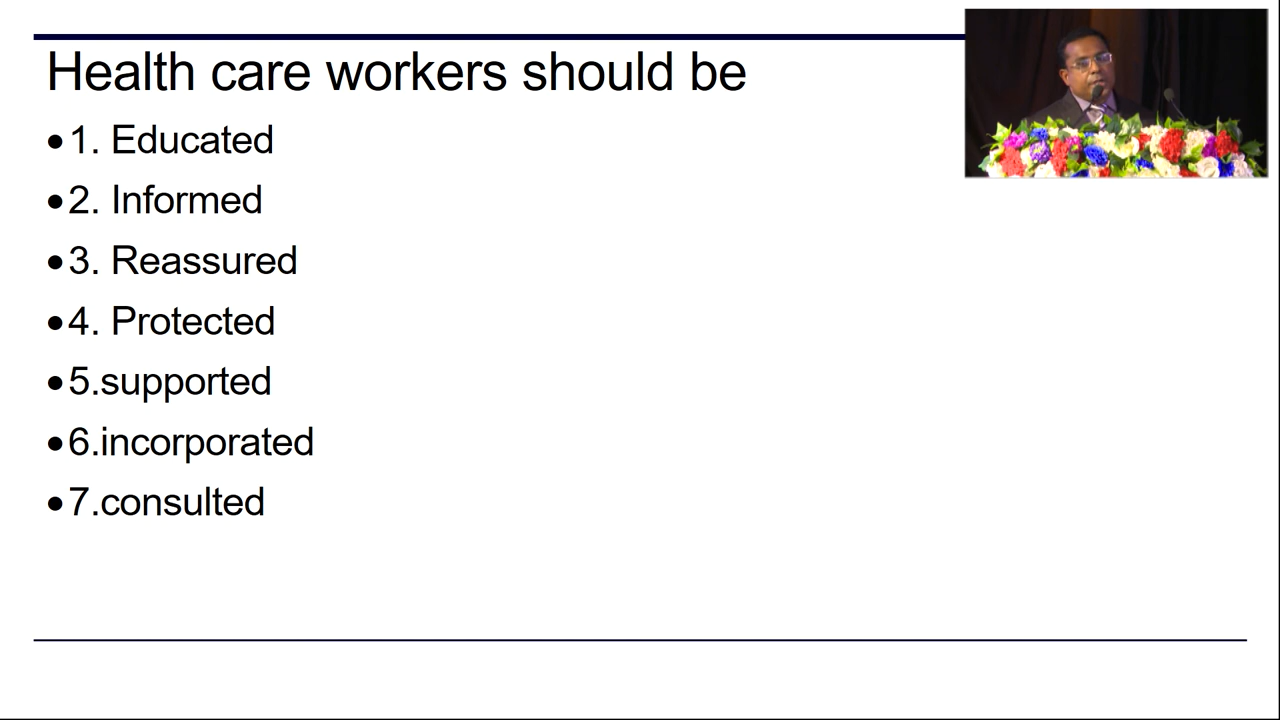 Health care workers should be
•1. Educated
•2. Informed
•3. Reassured
•4. Protected
•5.supported
•6.incorporated
•7.consulted